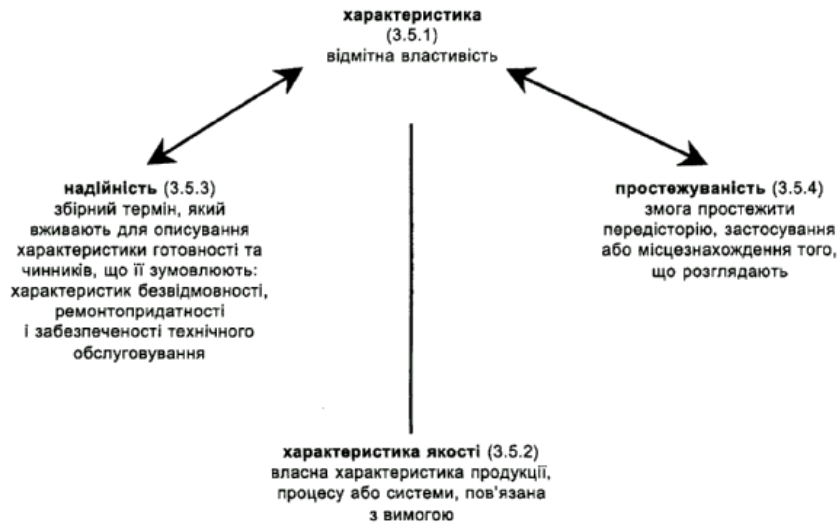 характеристика
(3.5.1)
відмітна властивість
надійність (3.5.3)
збірний термін, який
вживають для описування
характеристики готовності та
чинників, що її зумовлюють:
характеристик безвідмовності,
ремонтопридатності
і забезпеченості технічного
обслуговування
простежуваність (3.5.4)
змога простежити
передісторію, застосування
або місцезнаходження того,
що розглядають
характеристика якості (3.5.2)
власна характеристика продукції,
процесу або системи, пов'язана
з вимогою